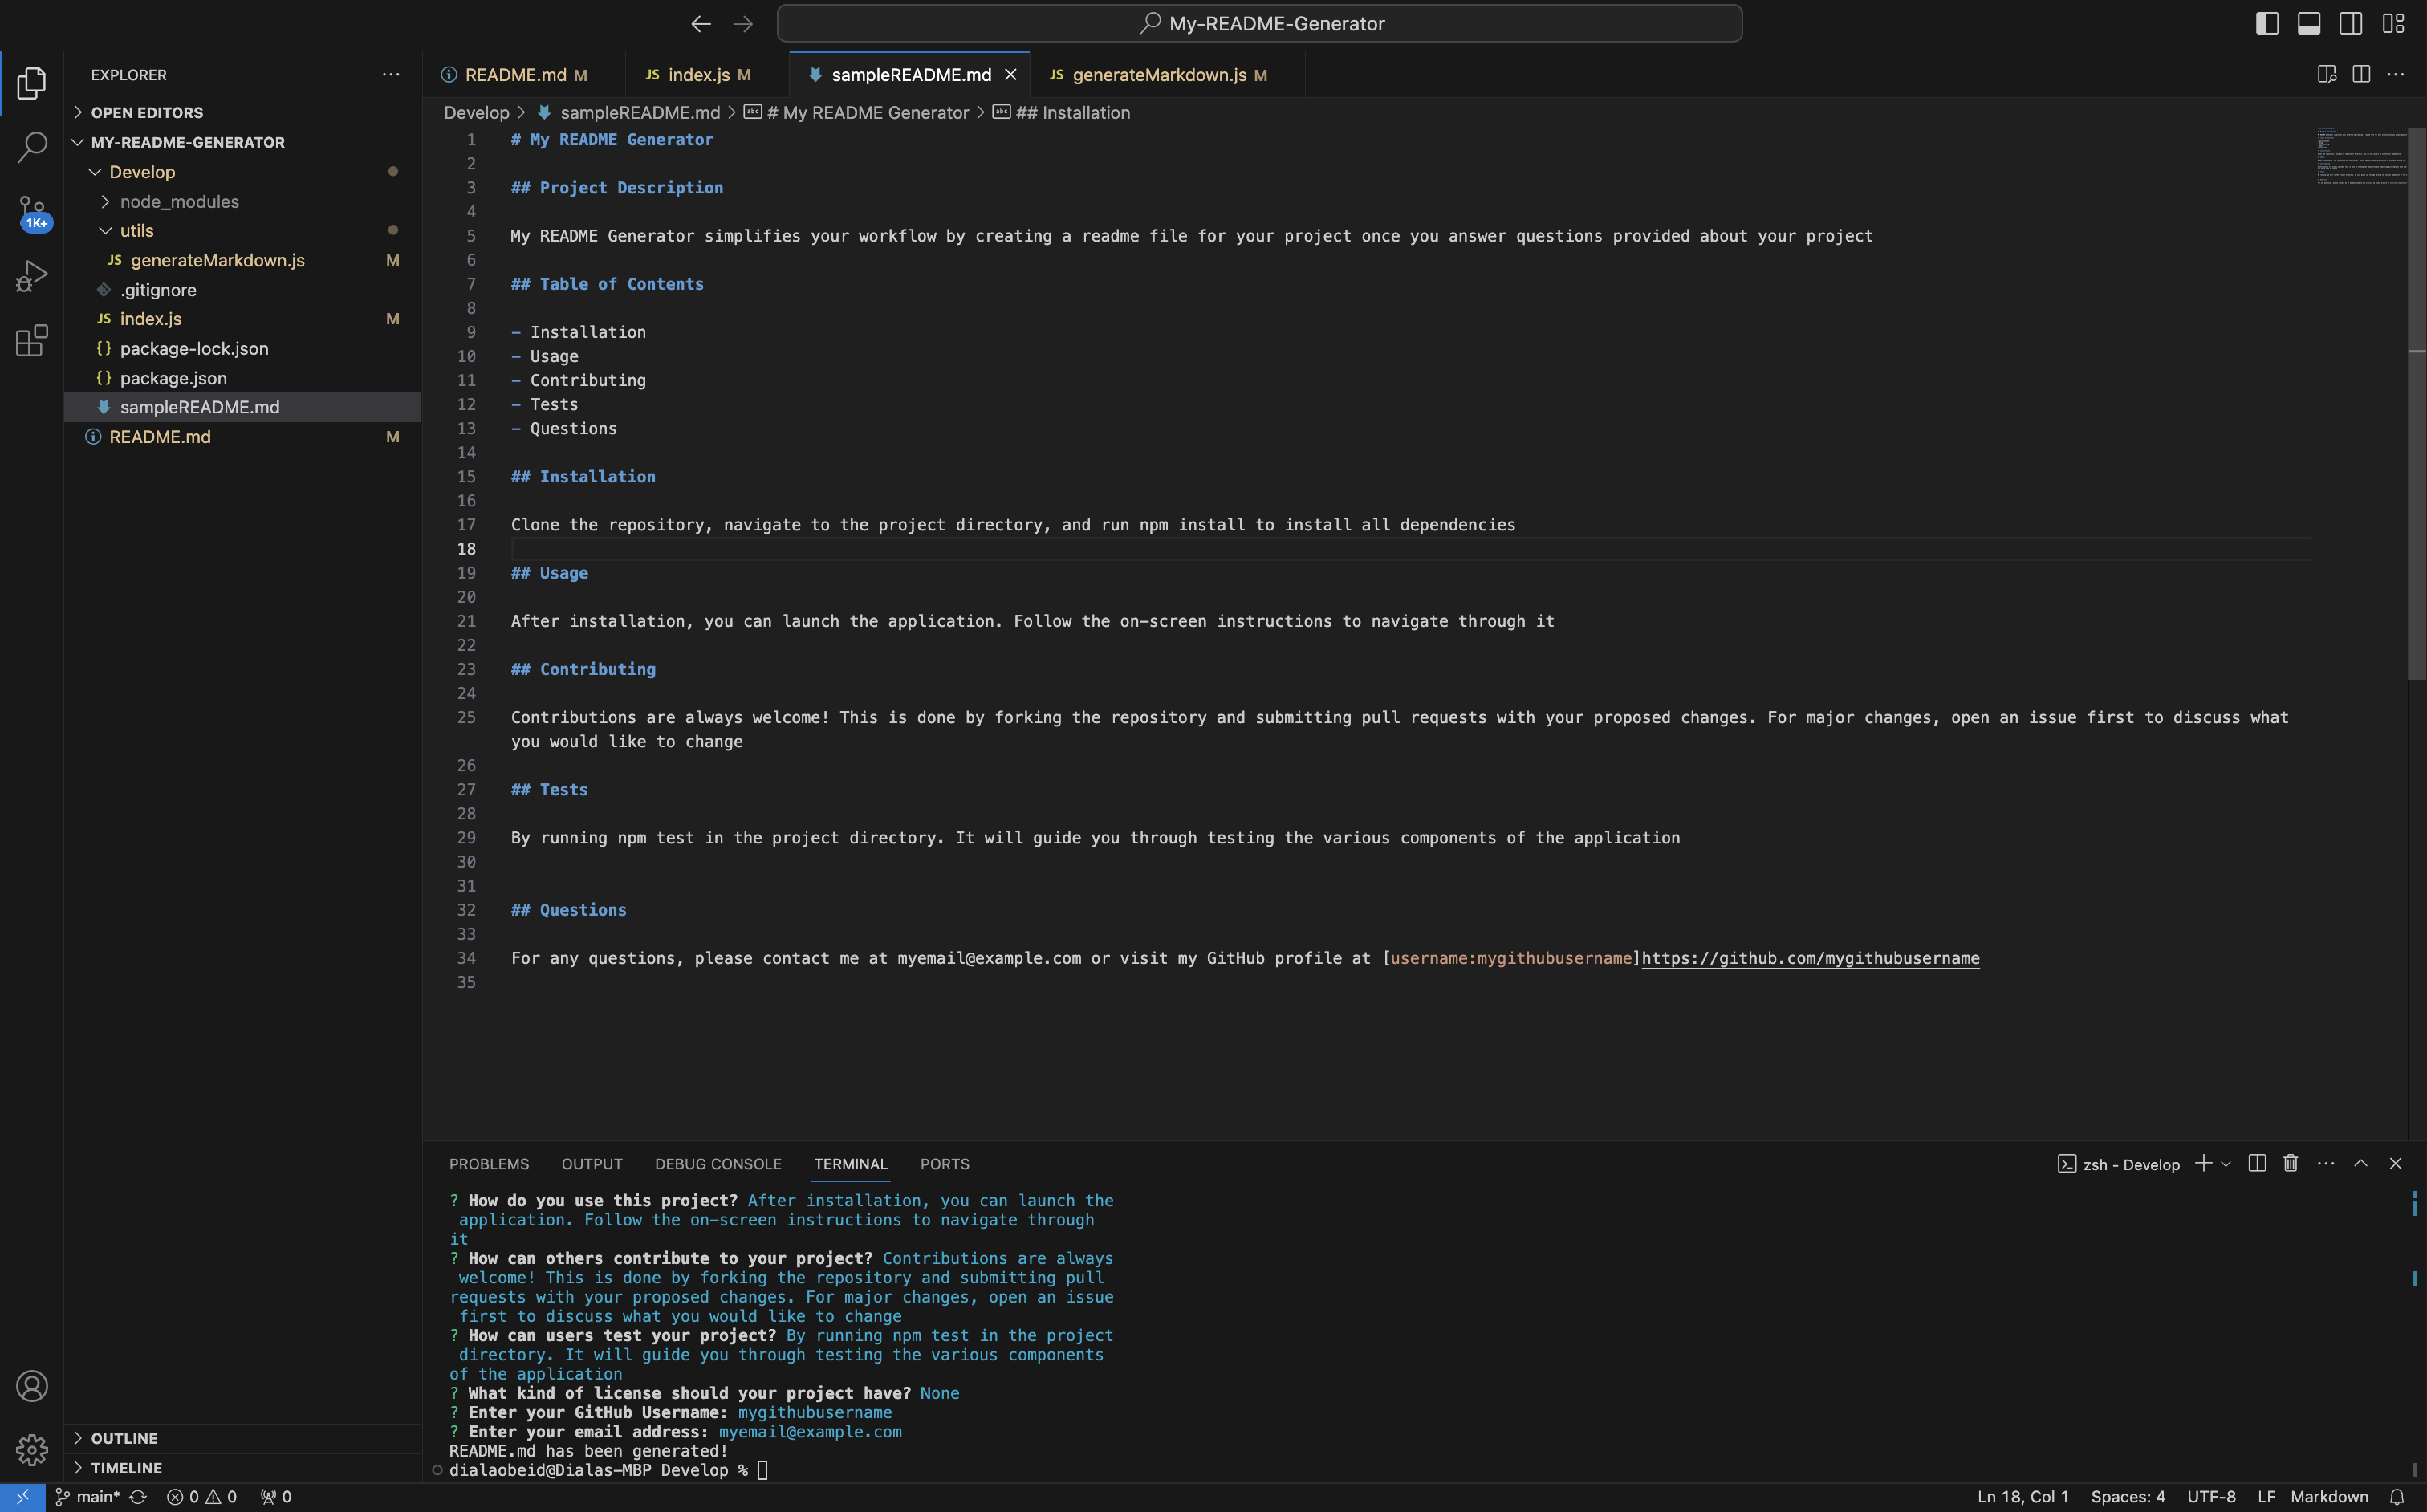 My-README-Generator
EXPLORER
OPEN EDITORS
MY-README-GENERATOR
Develop
node_modules
utils
JS generateMarkdown.js M
.gitignore
JS index.js M
{} package-lock.json
{} package.json
sampleREADME.md
README.md M
1K+
OUTLINE
TIMELINE
README.md M
JS index.js M
sampleREADME.md
JS generateMarkdown.js M
Develop > sampleREADME.md > # My README Generator > ## Installation
1 # My README Generator
2
3 ## Project Description
4
5 My README Generator simplifies your workflow by creating a readme file for your project once you answer questions provided about your project
6
7 ## Table of Contents
8
9 - Installation
10 - Usage
11 - Contributing
12 - Tests
13 - Questions
14
15 ## Installation
16
17 Clone the repository, navigate to the project directory, and run npm install to install all dependencies
18
19 ## Usage
20
21 After installation, you can launch the application. Follow the on-screen instructions to navigate through it
22
23 ## Contributing
24
25 Contributions are always welcome! This is done by forking the repository and submitting pull requests with your proposed changes. For major changes, open an issue first to discuss what
you would like to change
26
27 ## Tests
28
29 By running npm test in the project directory. It will guide you through testing the various components of the application
30
31
32 ## Questions
33
34 For any questions, please contact me at myemail@example.com or visit my GitHub profile at [username:mygithubusername]https://github.com/mygithubusername
35
PROBLEMS OUTPUT DEBUG CONSOLE TERMINAL PORTS
zsh - Develop
? How do you use this project? After installation, you can launch the
application. Follow the on-screen instructions to navigate through
it
? How can others contribute to your project? Contributions are always
welcome! This is done by forking the repository and submitting pull
requests with your proposed changes. For major changes, open an issue
first to discuss what you would like to change
? How can users test your project? By running npm test in the project
directory. It will guide you through testing the various components
of the application
? What kind of license should your project have? None
? Enter your GitHub Username: mygithubusername
? Enter your email address: myemail@example.com
README.md has been generated!
dialaobeid@Dialas-MBP Develop %
main* 0 0 0
Ln 18, Col 1 Spaces: 4 UTF-8 LF Markdown